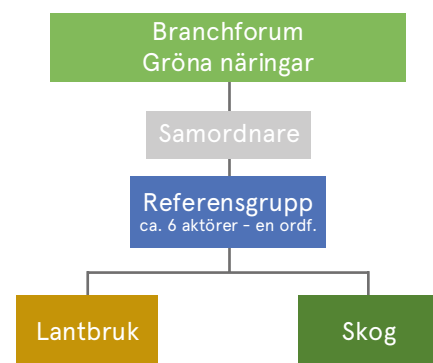 Branchforum
Gröna näringar
Samordnare
Referensgrupp
ca. 6 aktörer - en ordf.
Lantbruk
Skog